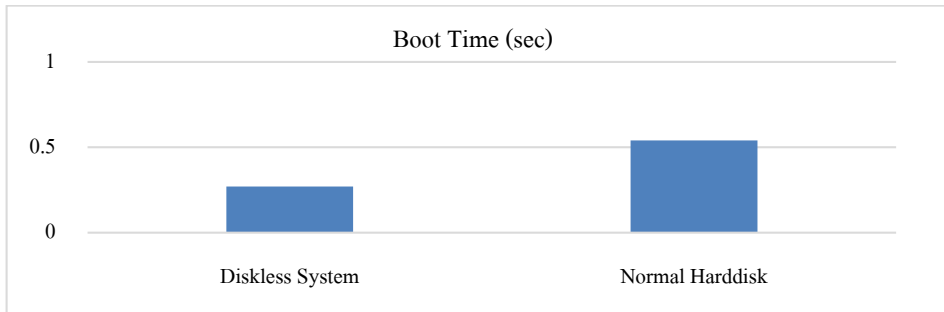 Boot Time (sec)
1
0.5
0
Diskless System
Normal Harddisk